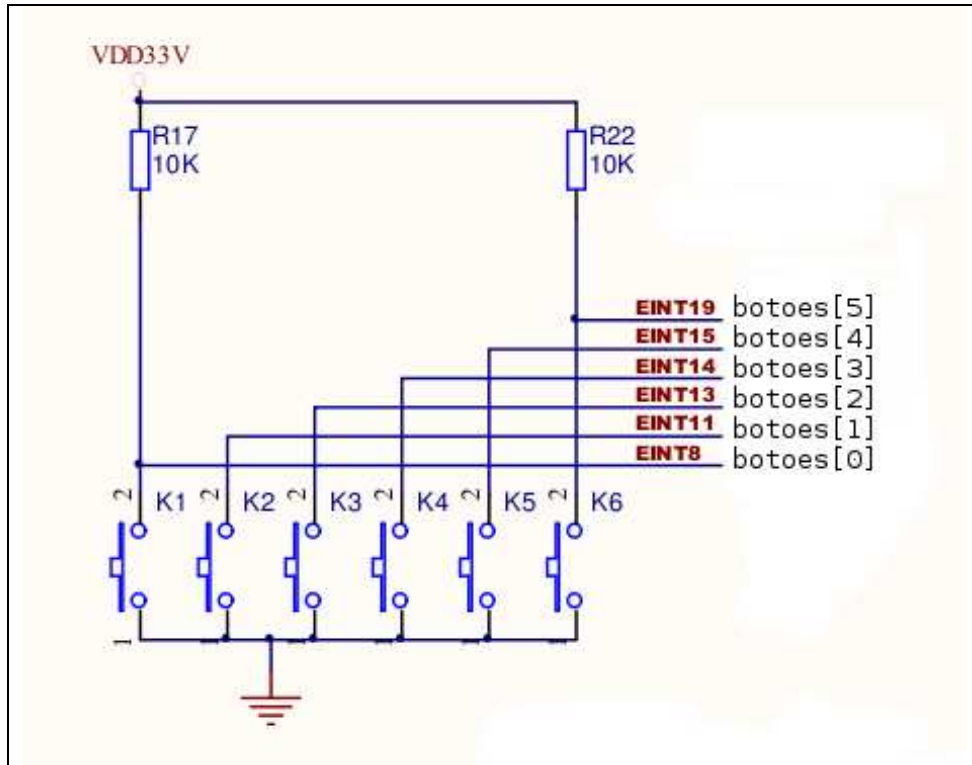 VDD33V
R17
10K
R22
10K
EINT19 botoes[5]
EINT15 botoes[4]
EINT14 botoes[3]
EINT13 botoes[2]
EINT11 botoes[1]
EINT8 botoes[0]
2 K1 2 K2 2 K3 2 K4 2 K5 2 K6
1 1 1 1 1 1